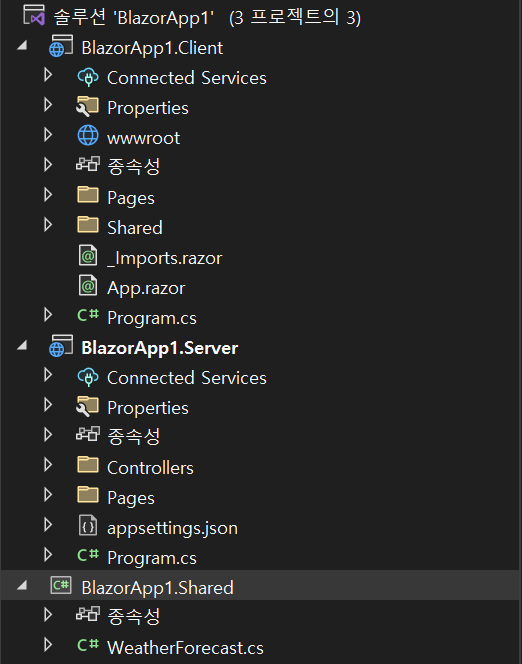 솔루션 'BlazorApp1' (3 프로젝트의 3)
BlazorApp1.Client
Connected Services
Properties
wwwroot
종속성
Pages
Shared
_Imports.razor
App.razor
C# Program.cs
BlazorApp1.Server
Connected Services
Properties
종속성
Controllers
Pages
appsettings.json
C# Program.cs
C# BlazorApp1.Shared
종속성
C# WeatherForecast.cs